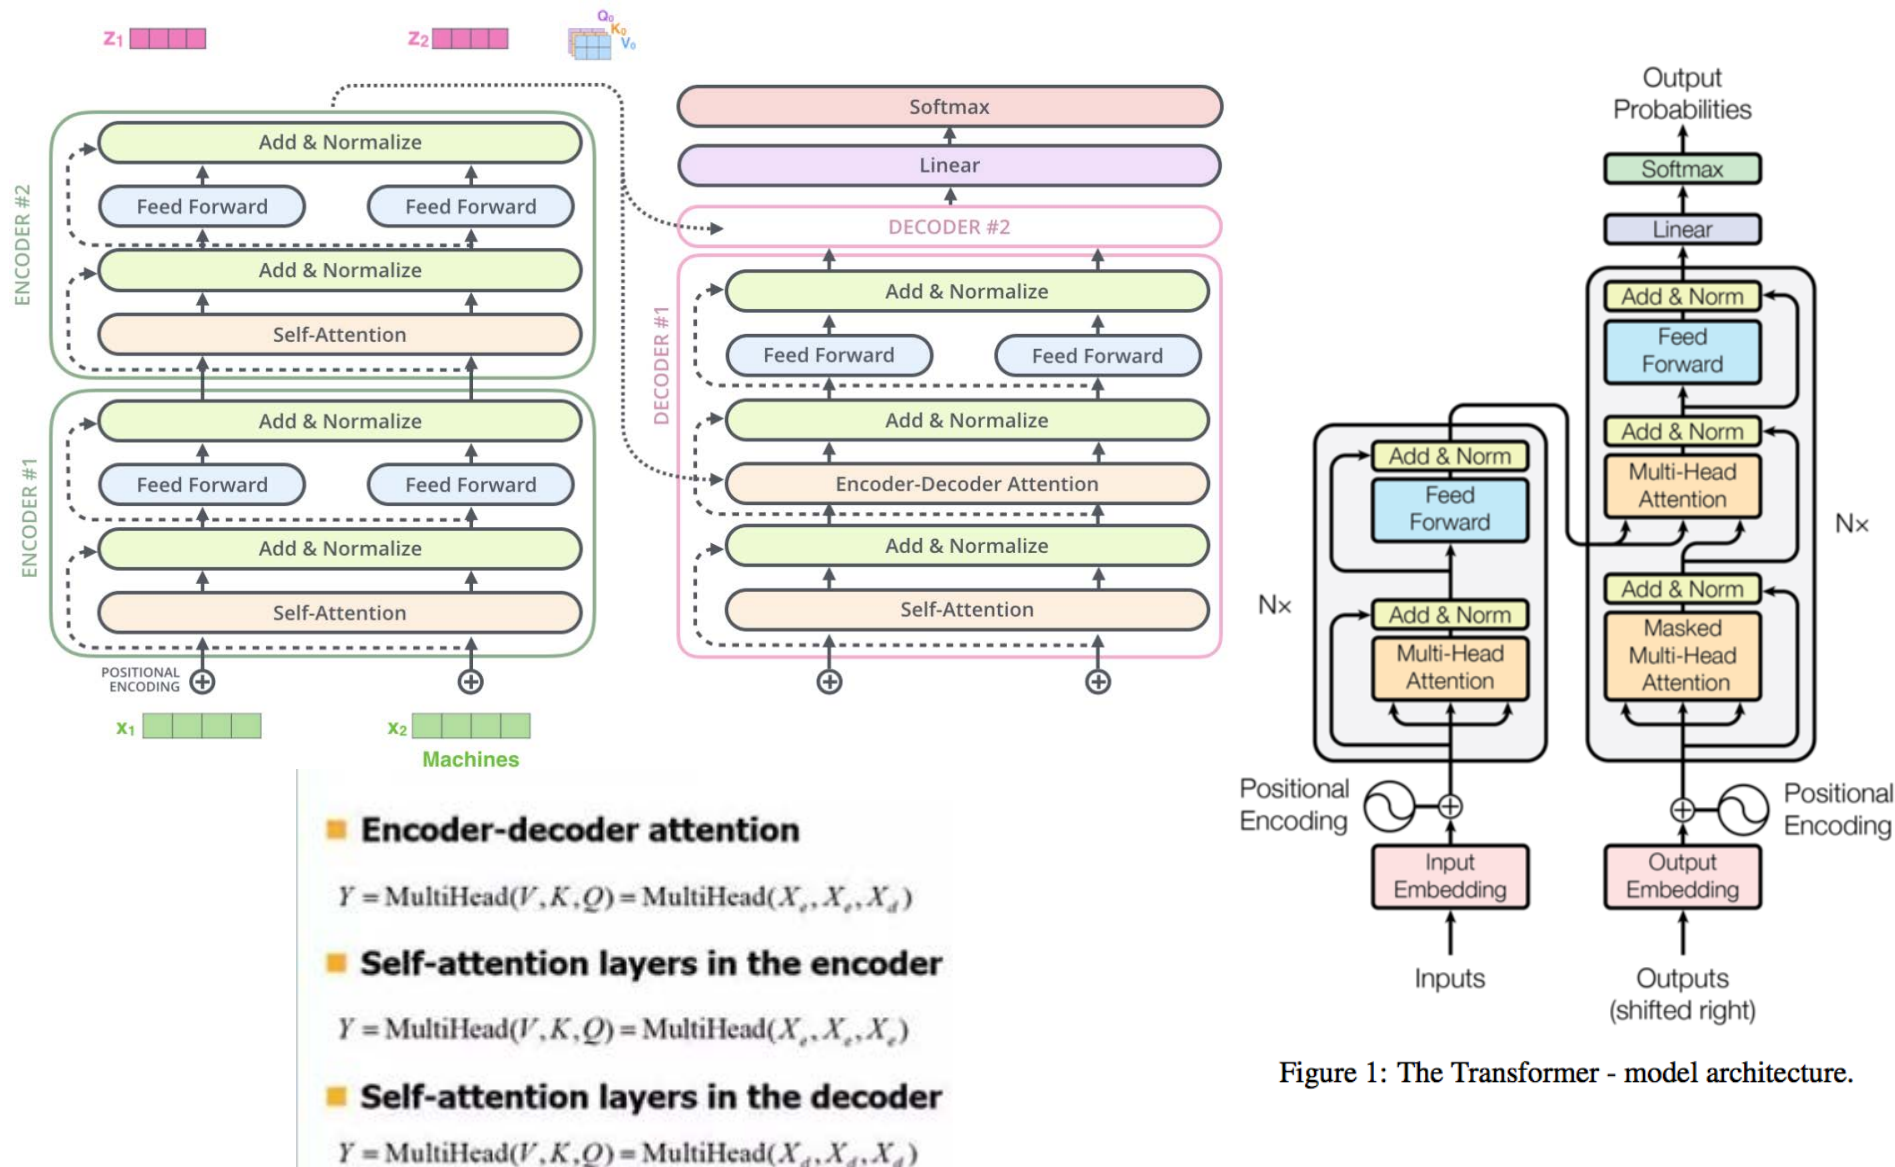 z1
z2
Q0
K0
V0
ENCODER #2
Add & Normalize
Feed Forward
Feed Forward
Add & Normalize
Self-Attention
ENCODER #1
Add & Normalize
Feed Forward
Feed Forward
Add & Normalize
Self-Attention
POSITIONAL
ENCODING
x1
x2
Machines
Softmax
Linear
DECODER #2
DECODER #1
Add & Normalize
Feed Forward
Feed Forward
Add & Normalize
Encoder-Decoder Attention
Add & Normalize
Self-Attention
Encoder-decoder attention
Y = MultiHead(V, K, Q) = MultiHead(Xe, Xe, Xd)
Self-attention layers in the encoder
Y = MultiHead(V, K, Q) = MultiHead(Xe, Xe, Xe)
Self-attention layers in the decoder
Y = MultiHead(V, K, Q) = MultiHead(Xd, Xd, Xd)
Output
Probabilities
Softmax
Linear
Add & Norm
Feed
Forward
Add & Norm
Multi-Head
Attention
N×
Add & Norm
Masked
Multi-Head
Attention
Add & Norm
Feed
Forward
N×
Add & Norm
Multi-Head
Attention
Positional
Encoding
Positional
Encoding
Input
Embedding
Output
Embedding
Inputs
Outputs
(shifted right)
Figure 1: The Transformer - model architecture.